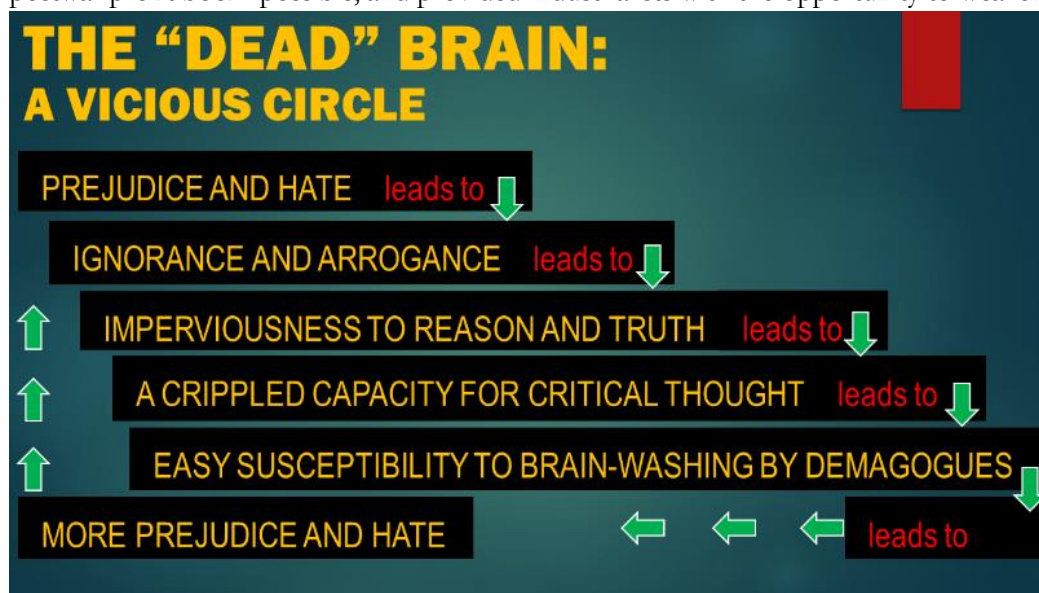 THE “DEAD” BRAIN:
A VICIOUS CIRCLE
PREJUDICE AND HATE leads to
IGNORANCE AND ARROGANCE leads to
IMPERVIOUSNESS TO REASON AND TRUTH leads to
A CRIPPLED CAPACITY FOR CRITICAL THOUGHT leads to
EASY SUSCEPTIBILITY TO BRAIN-WASHING BY DEMAGOGUES
MORE PREJUDICE AND HATE leads to